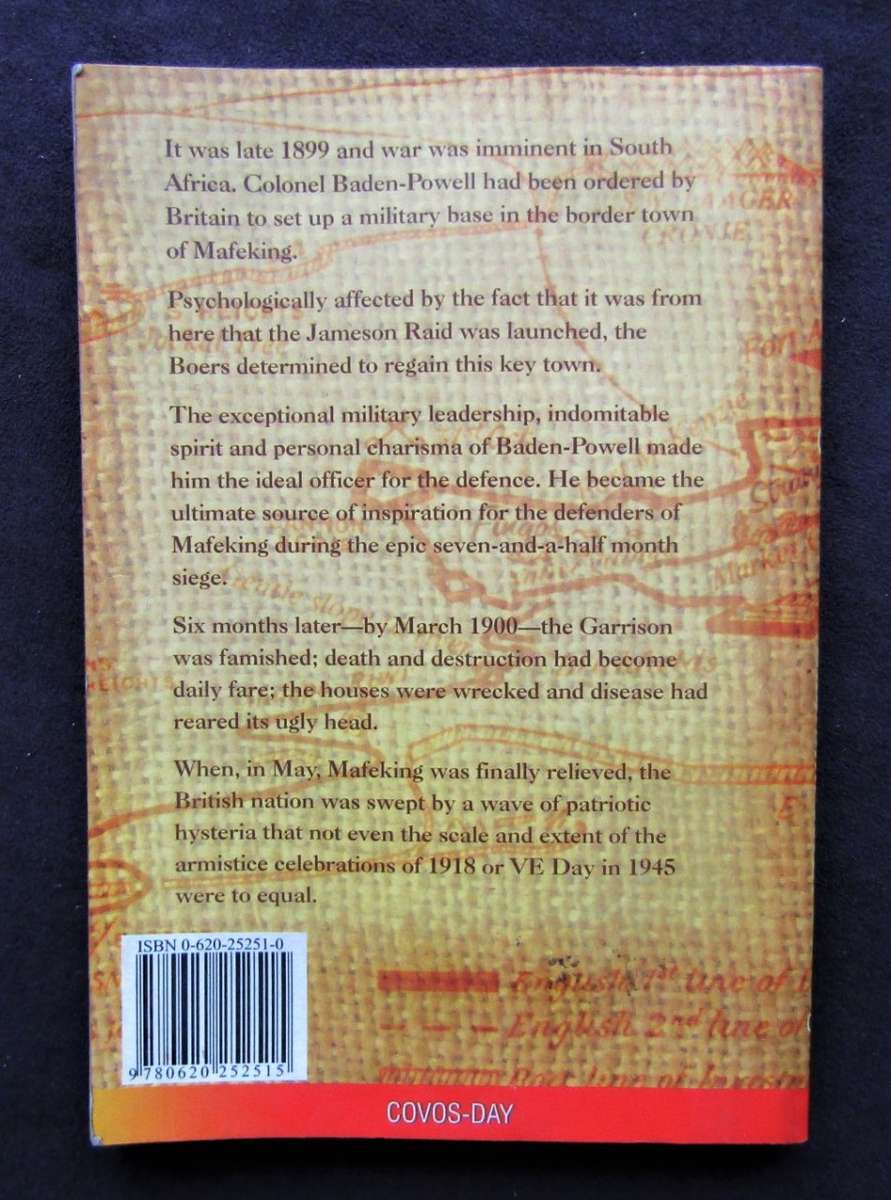 It was late 1899 and war was imminent in South
Africa. Colonel Baden-Powell had been ordered by
Britain to set up a military base in the border town
of Mafeking.
Psychologically affected by the fact that it was from
here that the Jameson Raid was launched, the
Boers determined to regain this key town.
The exceptional military leadership, indomitable
spirit and personal charisma of Baden-Powell made
him the ideal officer for the defence. He became the
ultimate source of inspiration for the defenders of
Mafeking during the epic seven-and-a-half month
siege.
Six months later—by March 1900—the Garrison
was famished; death and destruction had become
daily fare; the houses were wrecked and disease had
reared its ugly head.
When, in May, Mafeking was finally relieved, the
British nation was swept by a wave of patriotic
hysteria that not even the scale and extent of the
armistice celebrations of 1918 or VE Day in 1945
were to equal.
ISBN 0-620-25251-0
9 780620 252515
English 1st line of
English 2nd line of
COVOS-DAY